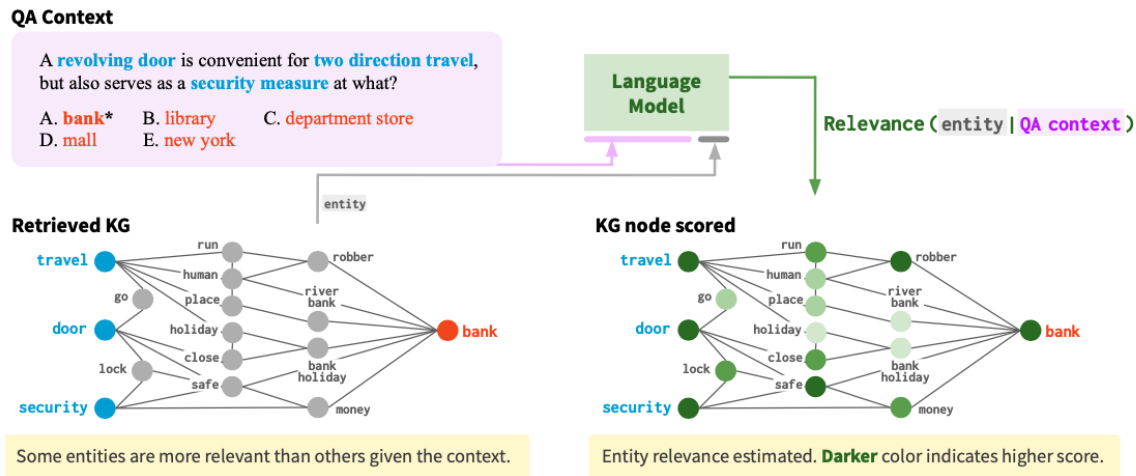 QA Context
A revolving door is convenient for two direction travel,
but also serves as a security measure at what?
A. bank* B. library C. department store
D. mall E. new york
Language
Model
Relevance (entity | QA context)
entity
Retrieved KG
travel
door
security
go
lock
run
human
place
holiday
close
safe
robber
river
bank
bank
holiday
money
bank
Some entities are more relevant than others given the context.
KG node scored
travel
door
security
go
lock
run
human
place
holiday
close
safe
robber
river
bank
bank
holiday
money
bank
Entity relevance estimated. Darker color indicates higher score.